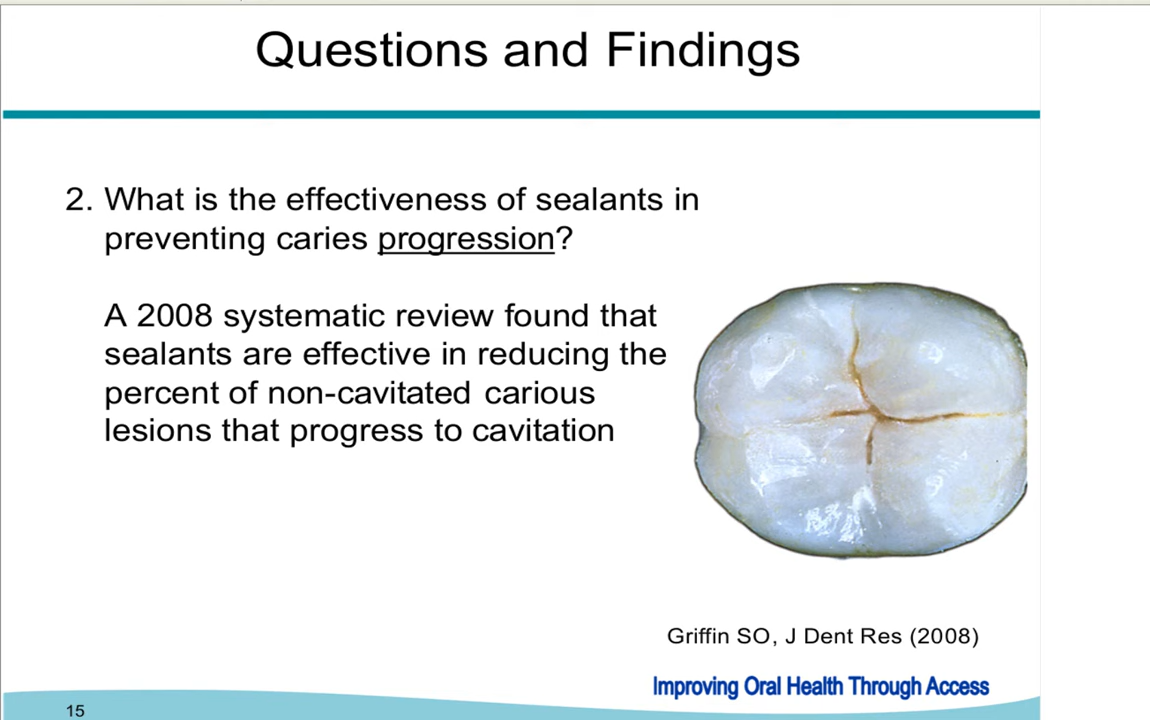 Questions and Findings
2. What is the effectiveness of sealants in
preventing caries progression?
A 2008 systematic review found that
sealants are effective in reducing the
percent of non-cavitated carious
lesions that progress to cavitation
Griffin SO, J Dent Res (2008)
Improving Oral Health Through Access
15